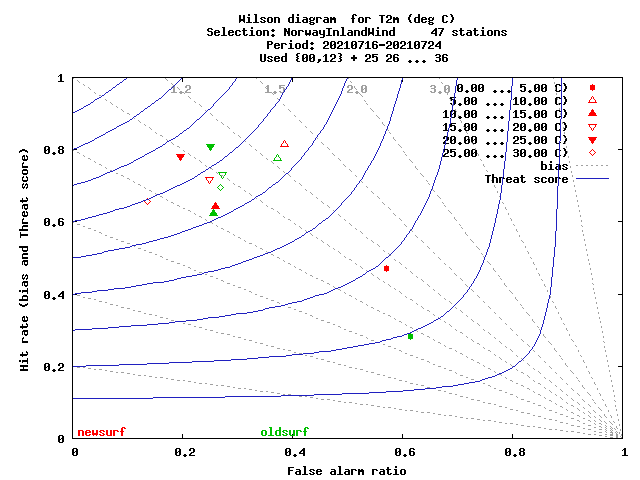 Wilson diagram  for T2m (deg C)
Selection: NorwayInlandWind     47 stations
Period: 20210716-20210724
Used {00,12} + 25 26 ... 36
1.2 1.5 2.0 3.0
0.00 ... 5.00 C)
5.00 ... 10.00 C)
10.00 ... 15.00 C)
15.00 ... 20.00 C)
20.00 ... 25.00 C)
25.00 ... 30.00 C)
bias
Threat score
Hit rate (bias and Threat score)
1
0.8
0.6
0.4
0.2
0
newsurf oldsurf
0 0.2 0.4 0.6 0.8 1
False alarm ratio